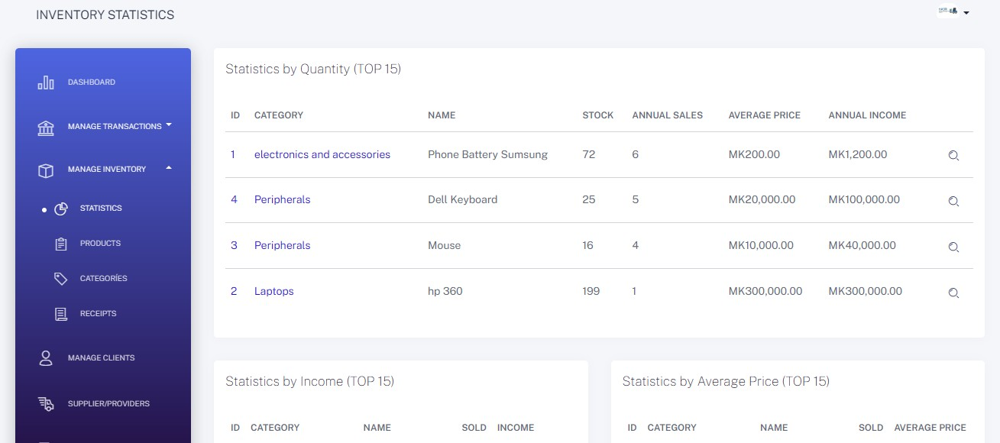 INVENTORY STATISTICS
DASHBOARD
MANAGE TRANSACTIONS
MANAGE INVENTORY
STATISTICS
PRODUCTS
CATEGORÍES
RECEIPTS
MANAGE CLIENTS
SUPPLIER/PROVIDERS
Statistics by Quantity (TOP 15)
ID CATEGORY NAME STOCK ANNUAL SALES AVERAGE PRICE ANNUAL INCOME
1 electronics and accessories Phone Battery Sumsung 72 6 MK200.00 MK1,200.00
4 Peripherals Dell Keyboard 25 5 MK20,000.00 MK100,000.00
3 Peripherals Mouse 16 4 MK10,000.00 MK40,000.00
2 Laptops hp 360 199 1 MK300,000.00 MK300,000.00
Statistics by Income (TOP 15)
ID CATEGORY NAME SOLD INCOME
Statistics by Average Price (TOP 15)
ID CATEGORY NAME SOLD AVERAGE PRICE